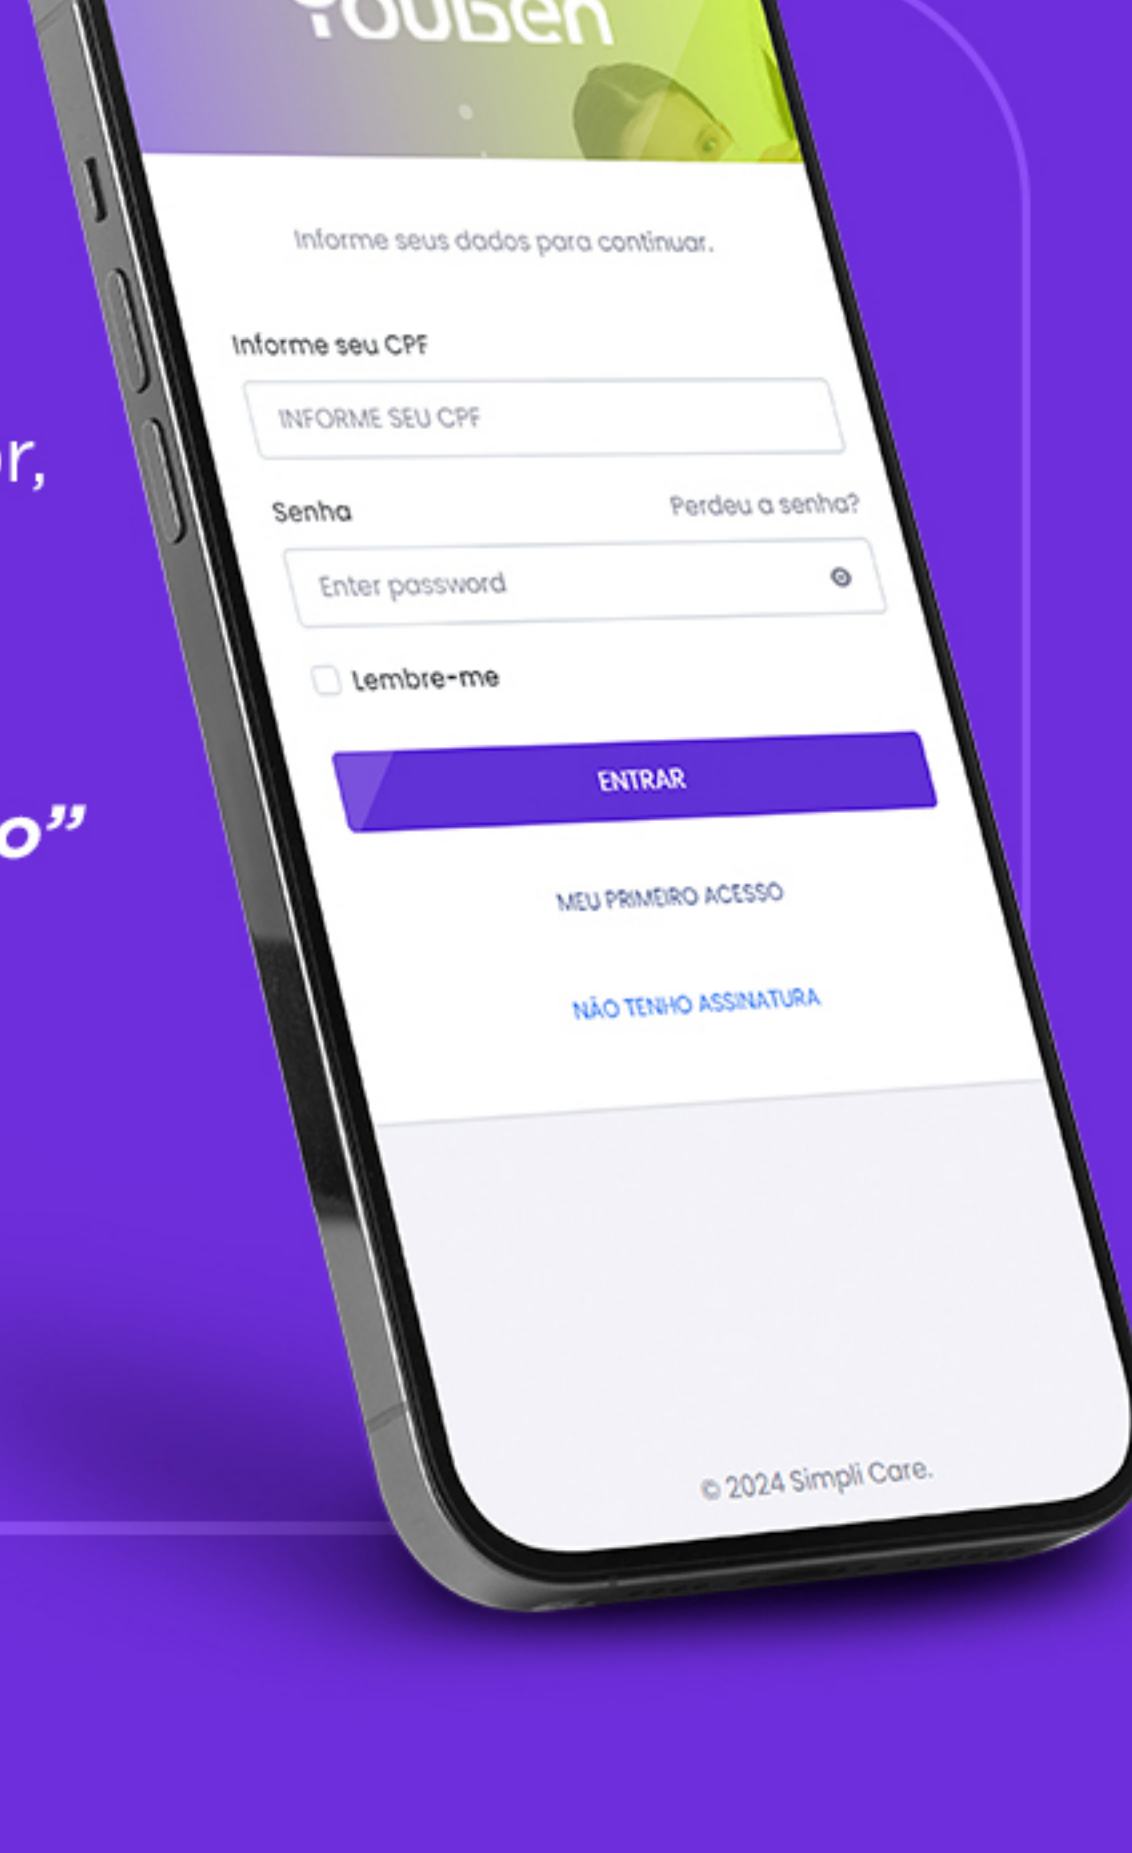 YouBen
Informe seus dados para continuar.
Informe seu CPF
INFORME SEU CPF
Senha
Perdeu a senha?
Enter password
Lembre-me
ENTRAR
MEU PRIMEIRO ACESSO
NÃO TENHO ASSINATURA
© 2024 Simpli Care.